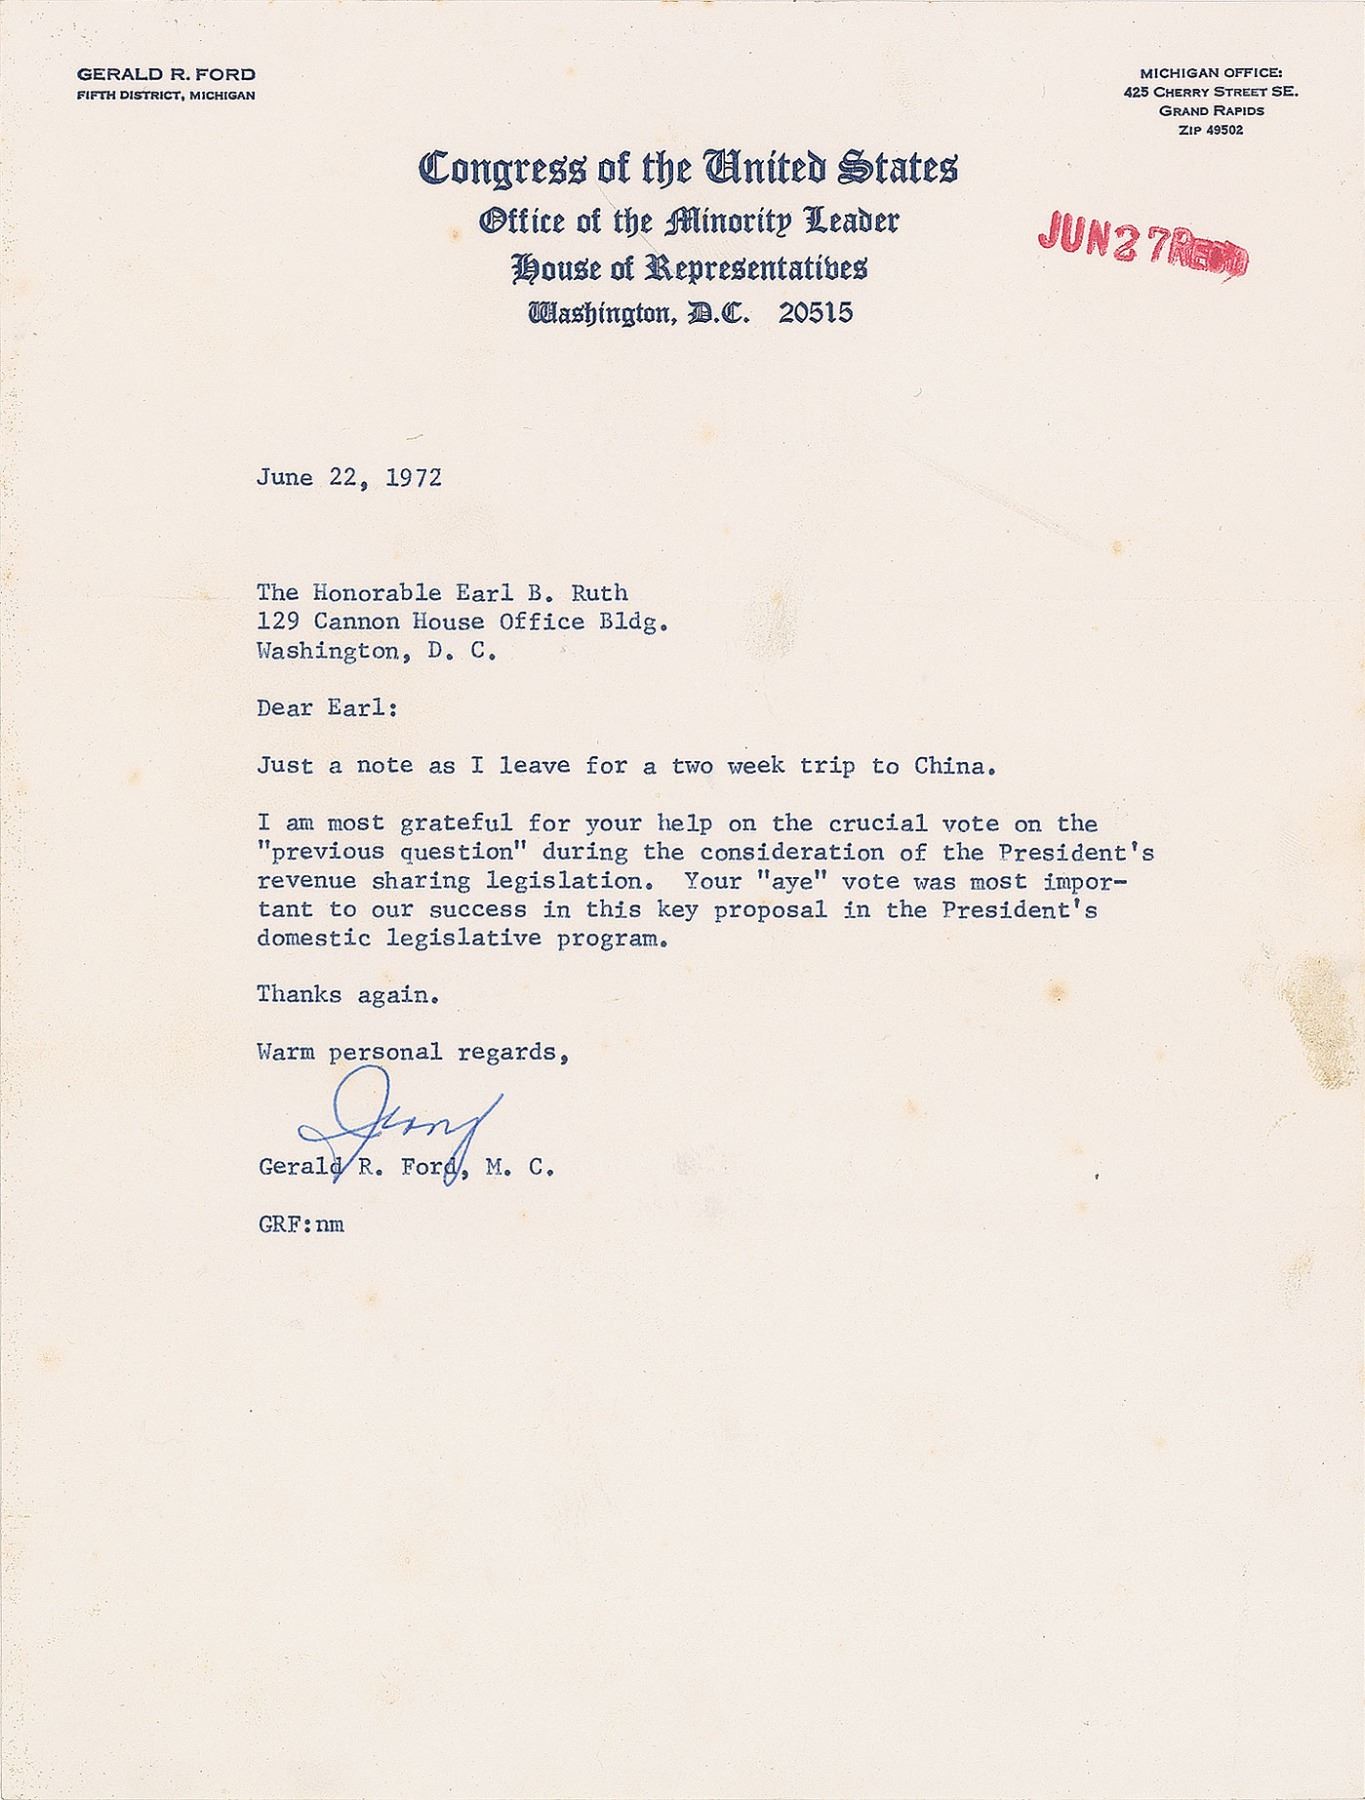 GERALD R. FORD
FIFTH DISTRICT, MICHIGAN
MICHIGAN OFFICE:
425 CHERRY STREET SE.
GRAND RAPIDS
ZIP 49502
Congress of the United States
Office of the Minority Leader
House of Representatives
Washington, D.C. 20515
JUN 27 REC'D
June 22, 1972
The Honorable Earl B. Ruth
129 Cannon House Office Bldg.
Washington, D. C.
Dear Earl:
Just a note as I leave for a two week trip to China.
I am most grateful for your help on the crucial vote on the
"previous question" during the consideration of the President's
revenue sharing legislation. Your "aye" vote was most impor-
tant to our success in this key proposal in the President's
domestic legislative program.
Thanks again.
Warm personal regards,
Jerry
Gerald R. Ford, M. C.
GRF:nm